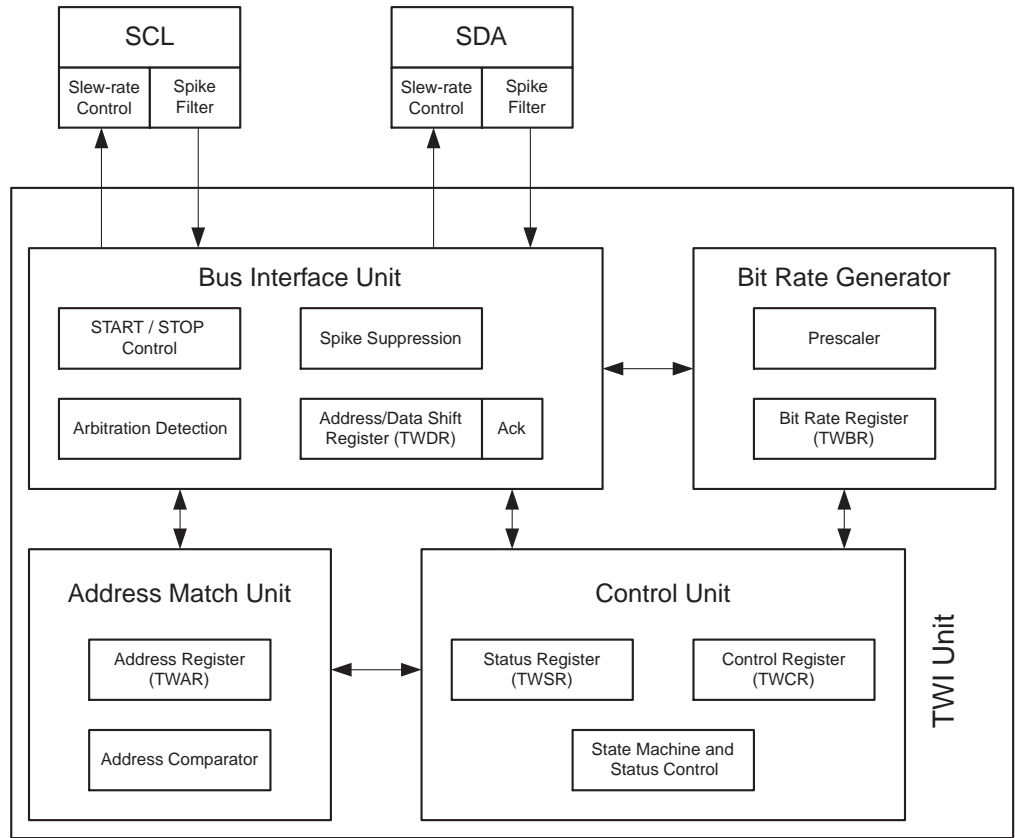 SCL
Slew-rate
Control
Spike
Filter
SDA
Slew-rate
Control
Spike
Filter
Bus Interface Unit
START / STOP
Control
Spike Suppression
Arbitration Detection
Address/Data Shift
Register (TWDR)
Ack
Bit Rate Generator
Prescaler
Bit Rate Register
(TWBR)
Address Match Unit
Address Register
(TWAR)
Address Comparator
Control Unit
Status Register
(TWSR)
Control Register
(TWCR)
State Machine and
Status Control
TWI Unit